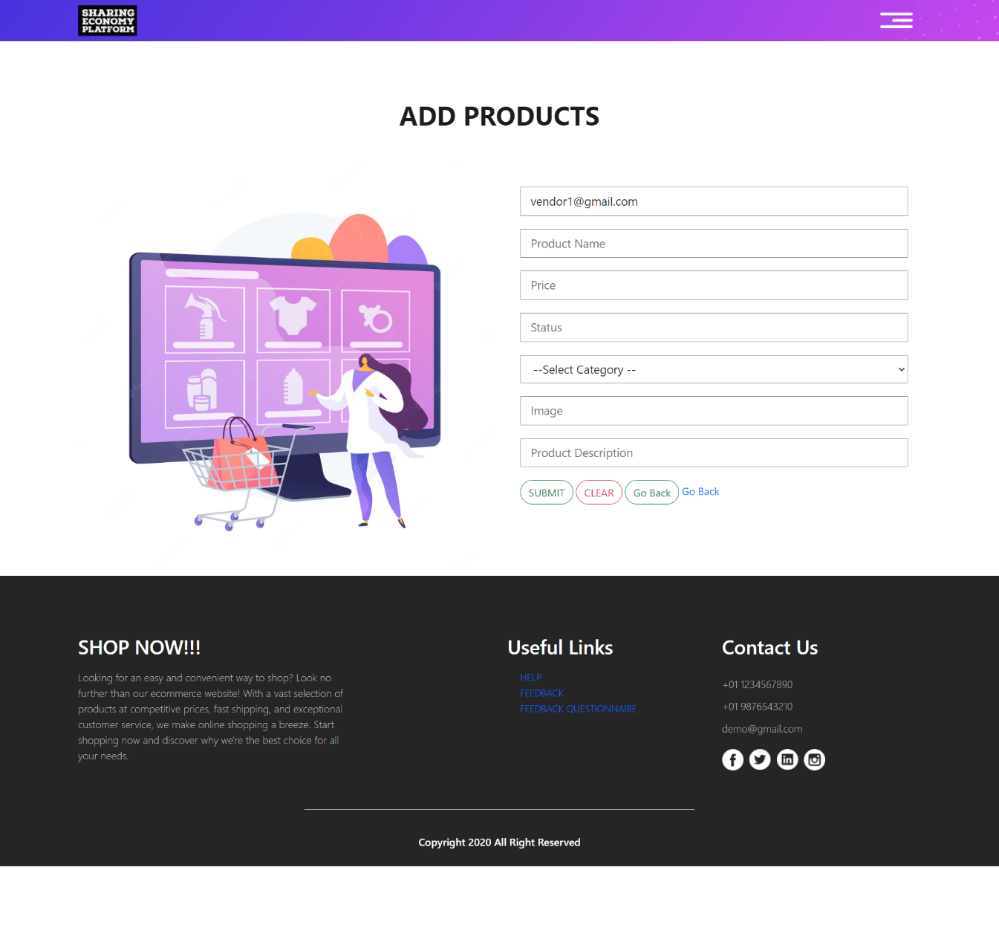 SHARING
ECONOMY
PLATFORM
ADD PRODUCTS
vendor1@gmail.com
Product Name
Price
Status
--Select Category --
Image
Product Description
SUBMIT CLEAR Go Back Go Back
SHOP NOW!!!
Looking for an easy and convenient way to shop? Look no
further than our ecommerce website! With a vast selection of
products at competitive prices, fast shipping, and exceptional
customer service, we make online shopping a breeze. Start
shopping now and discover why we're the best choice for all
your needs.
Useful Links
HELP
FEEDBACK
FEEDBACK QUESTIONNAIRE
Contact Us
+01 1234567890
+01 9876543210
demo@gmail.com
Copyright 2020 All Right Reserved